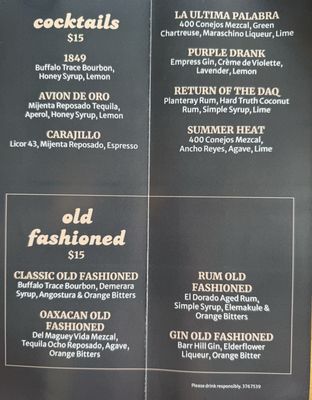 cocktails
$15
1849
Buffalo Trace Bourbon,
Honey Syrup, Lemon
AVION DE ORO
Mijenta Reposado Tequila,
Aperol, Honey Syrup, Lemon
CARAJILLO
Licor 43, Mijenta Reposado, Espresso
LA ULTIMA PALABRA
400 Conejos Mezcal, Green
Chartreuse, Maraschino Liqueur, Lime
PURPLE DRANK
Empress Gin, Crème de Violette,
Lavender, Lemon
RETURN OF THE DAQ
Planteray Rum, Hard Truth Coconut
Rum, Simple Syrup, Lime
SUMMER HEAT
400 Conejos Mezcal,
Ancho Reyes, Agave, Lime
old
fashioned
$15
CLASSIC OLD FASHIONED
Buffalo Trace Bourbon, Demerara
Syrup, Angostura & Orange Bitters
OAXACAN OLD
FASHIONED
Del Maguey Vida Mezcal,
Tequila Ocho Reposado, Agave,
Orange Bitters
RUM OLD
FASHIONED
El Dorado Aged Rum,
Simple Syrup, Elemakule &
Orange Bitters
GIN OLD FASHIONED
Barr Hill Gin, Elderflower
Liqueur, Orange Bitter
Please drink responsibly. 3767539